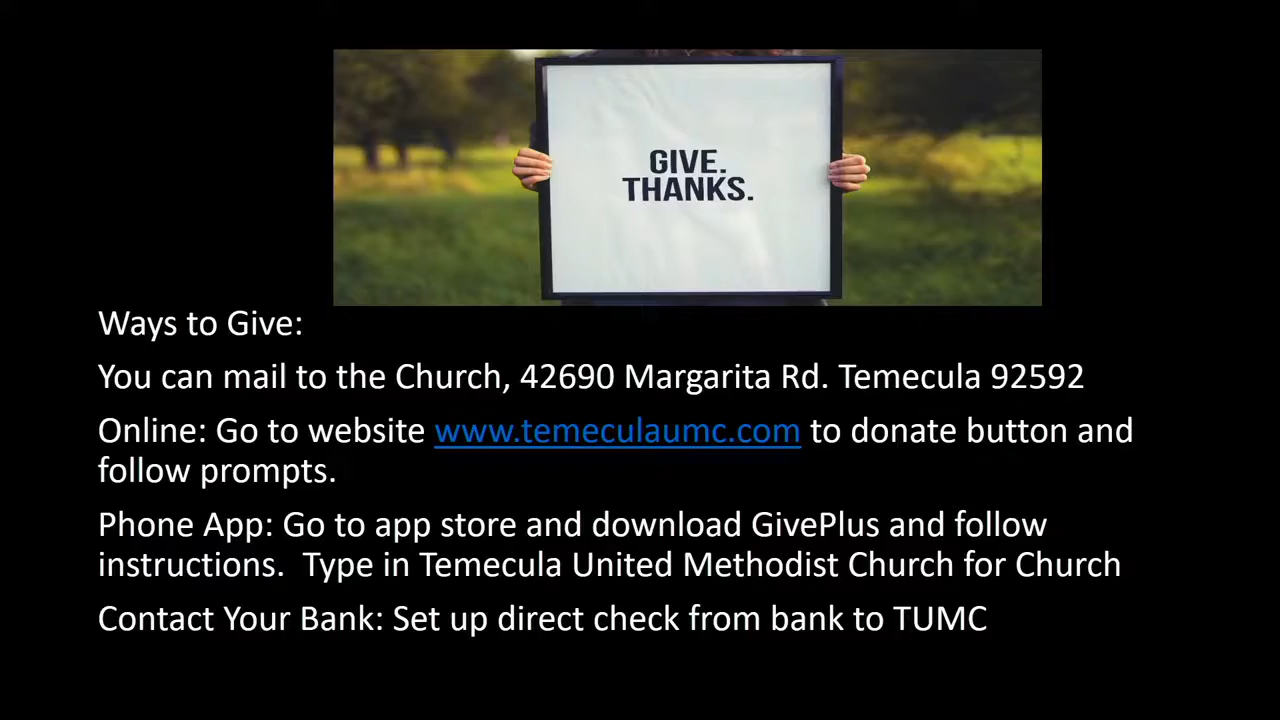 GIVE.
THANKS.
Ways to Give:
You can mail to the Church, 42690 Margarita Rd. Temecula 92592
Online: Go to website www.temeculaumc.com to donate button and
follow prompts.
Phone App: Go to app store and download GivePlus and follow
instructions.  Type in Temecula United Methodist Church for Church
Contact Your Bank: Set up direct check from bank to TUMC